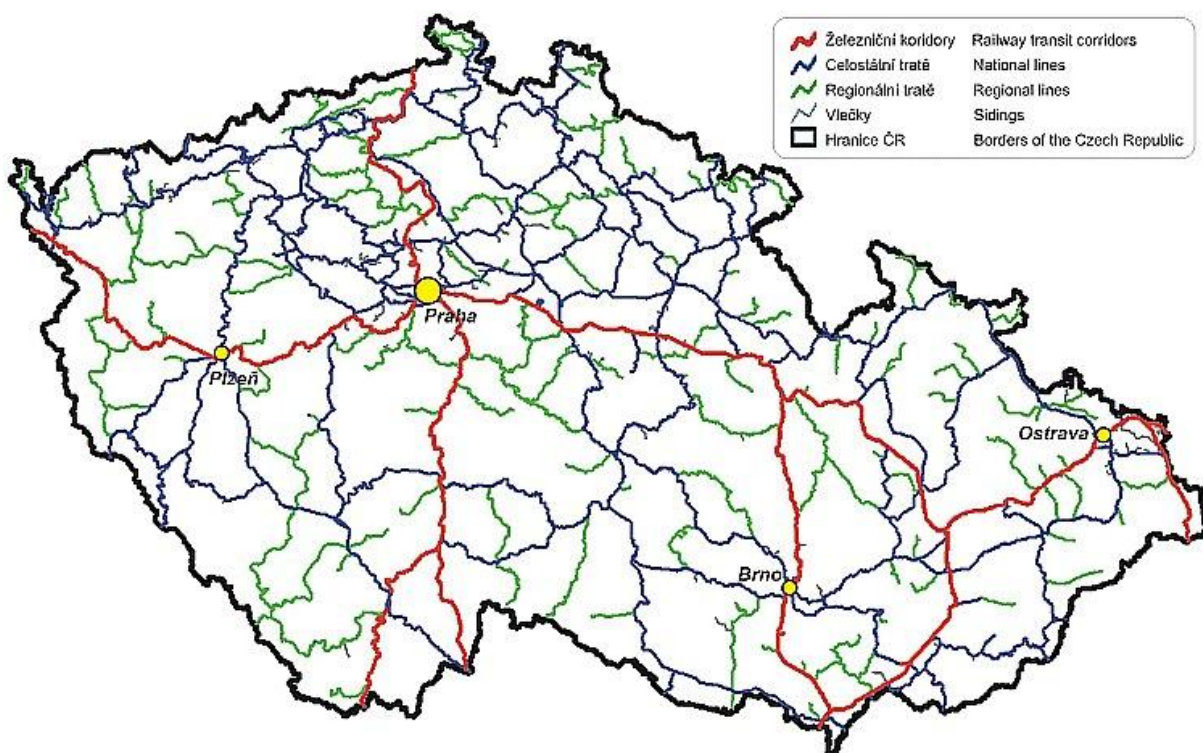 Železniční koridory Railway transit corridors
Celostátní tratě National lines
Regionální tratě Regional lines
Vlečky Sidings
Hranice ČR Borders of the Czech Republic
Praha
Plzeň
Ostrava
Brno